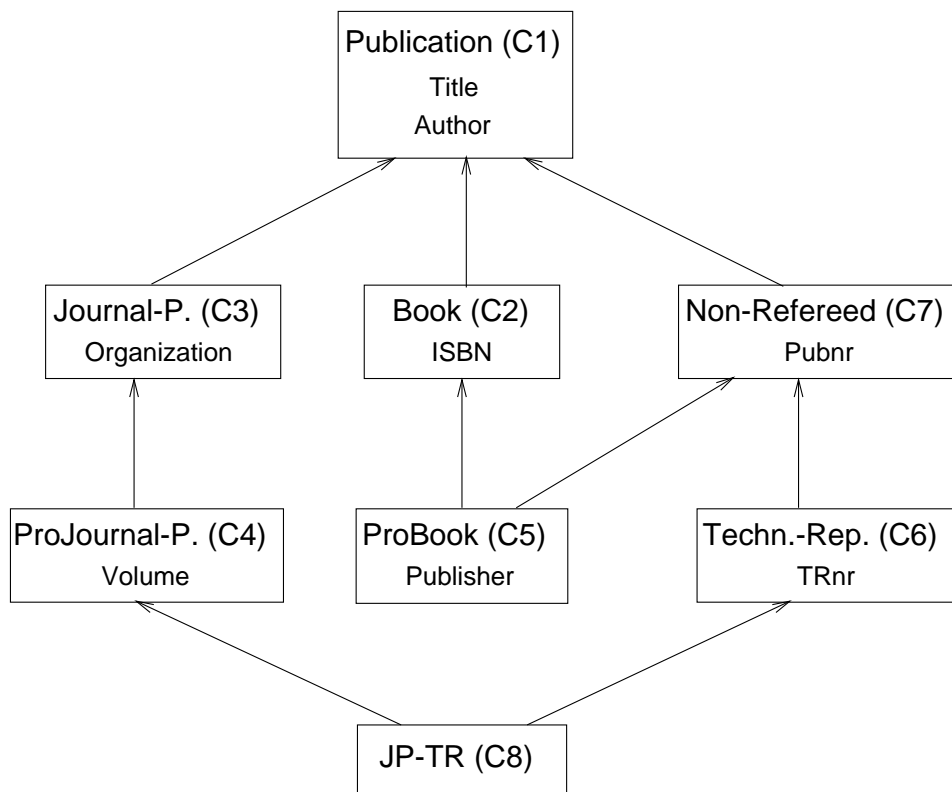 Publication (C1)
Title
Author
Journal-P. (C3)
Organization
Book (C2)
ISBN
Non-Refereed (C7)
Pubnr
ProJournal-P. (C4)
Volume
ProBook (C5)
Publisher
Techn.-Rep. (C6)
TRnr
JP-TR (C8)